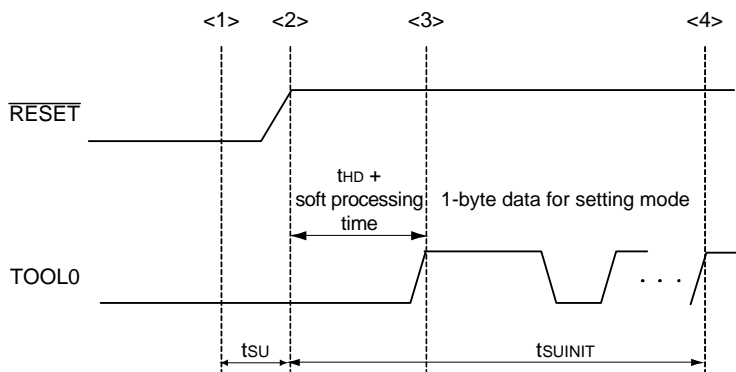 <1> <2> <3> <4>
RESET
tHD +
soft processing
time
1-byte data for setting mode
TOOL0
. . .
tSU
tSUINIT